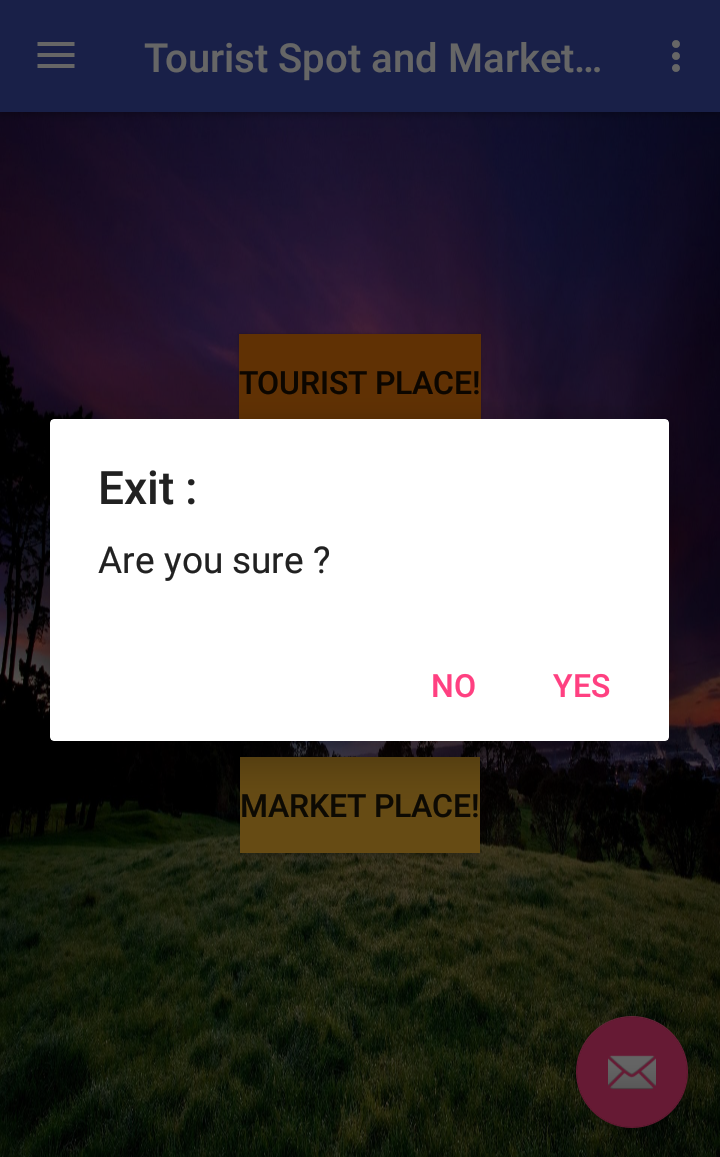 Tourist Spot and Market...
TOURIST PLACE!
Exit :
Are you sure ?
NO YES
MARKET PLACE!